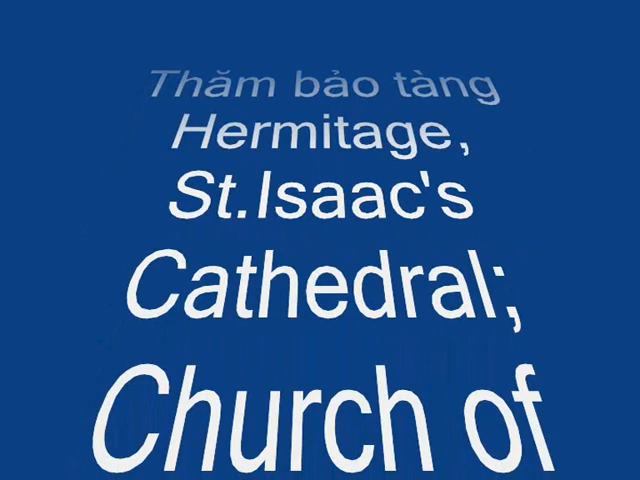 Thăm bảo tàng
Hermitage,
St.Isaac's
Cathedral;
Church of